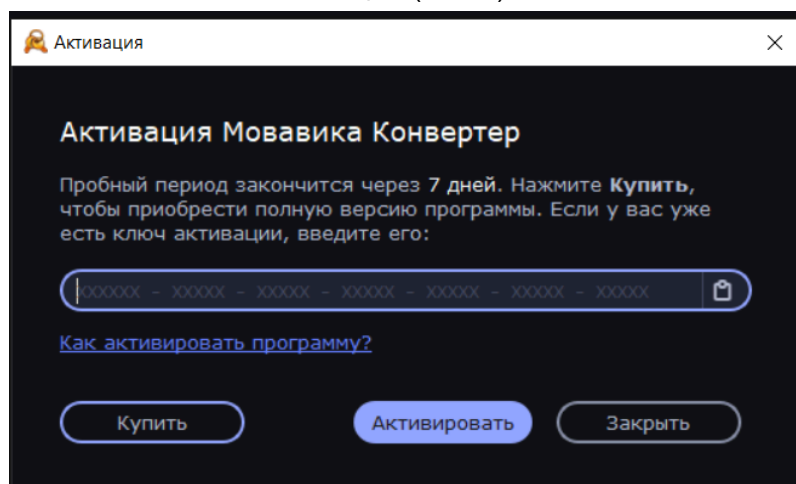 Активация
Активация Мовавика Конвертер
Пробный период закончится через 7 дней. Нажмите Купить,
чтобы приобрести полную версию программы. Если у вас уже
есть ключ активации, введите его:
xxxxxx - xxxxx - xxxxx - xxxxx - xxxxx - xxxxx - xxxxx
Как активировать программу?
Купить
Активировать
Закрыть